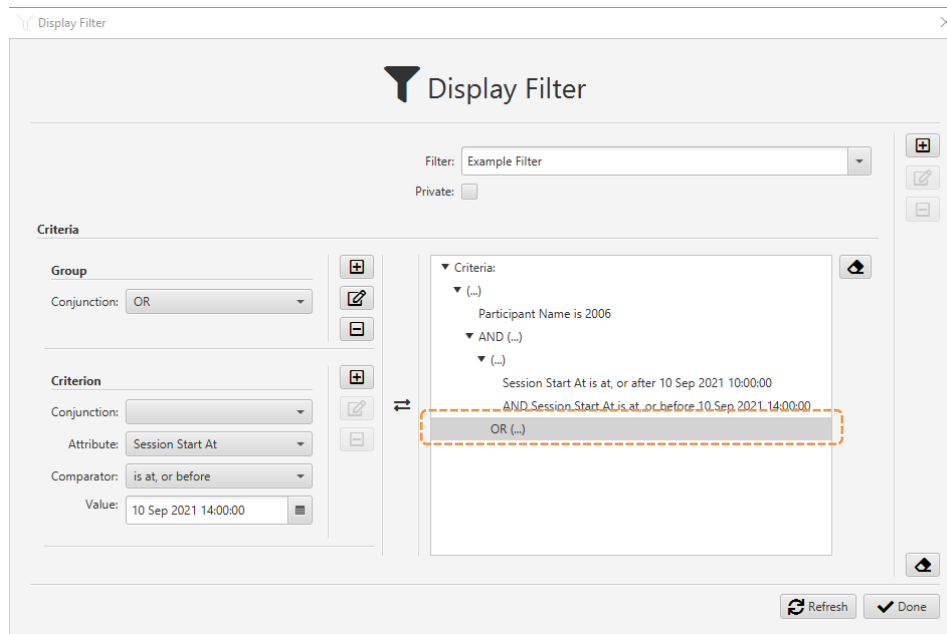 Display Filter
Display Filter
Filter: Example Filter
Private:
Criteria
Group
Conjunction: OR
Criterion
Conjunction:
Attribute: Session Start At
Comparator: is at, or before
Value: 10 Sep 2021 14:00:00
Criteria:
(...)
Participant Name is 2006
AND (...)
(...)
Session Start At is at, or after 10 Sep 2021 10:00:00
AND Session Start At is at, or before 10 Sep 2021 14:00:00
OR (...)
Refresh
Done